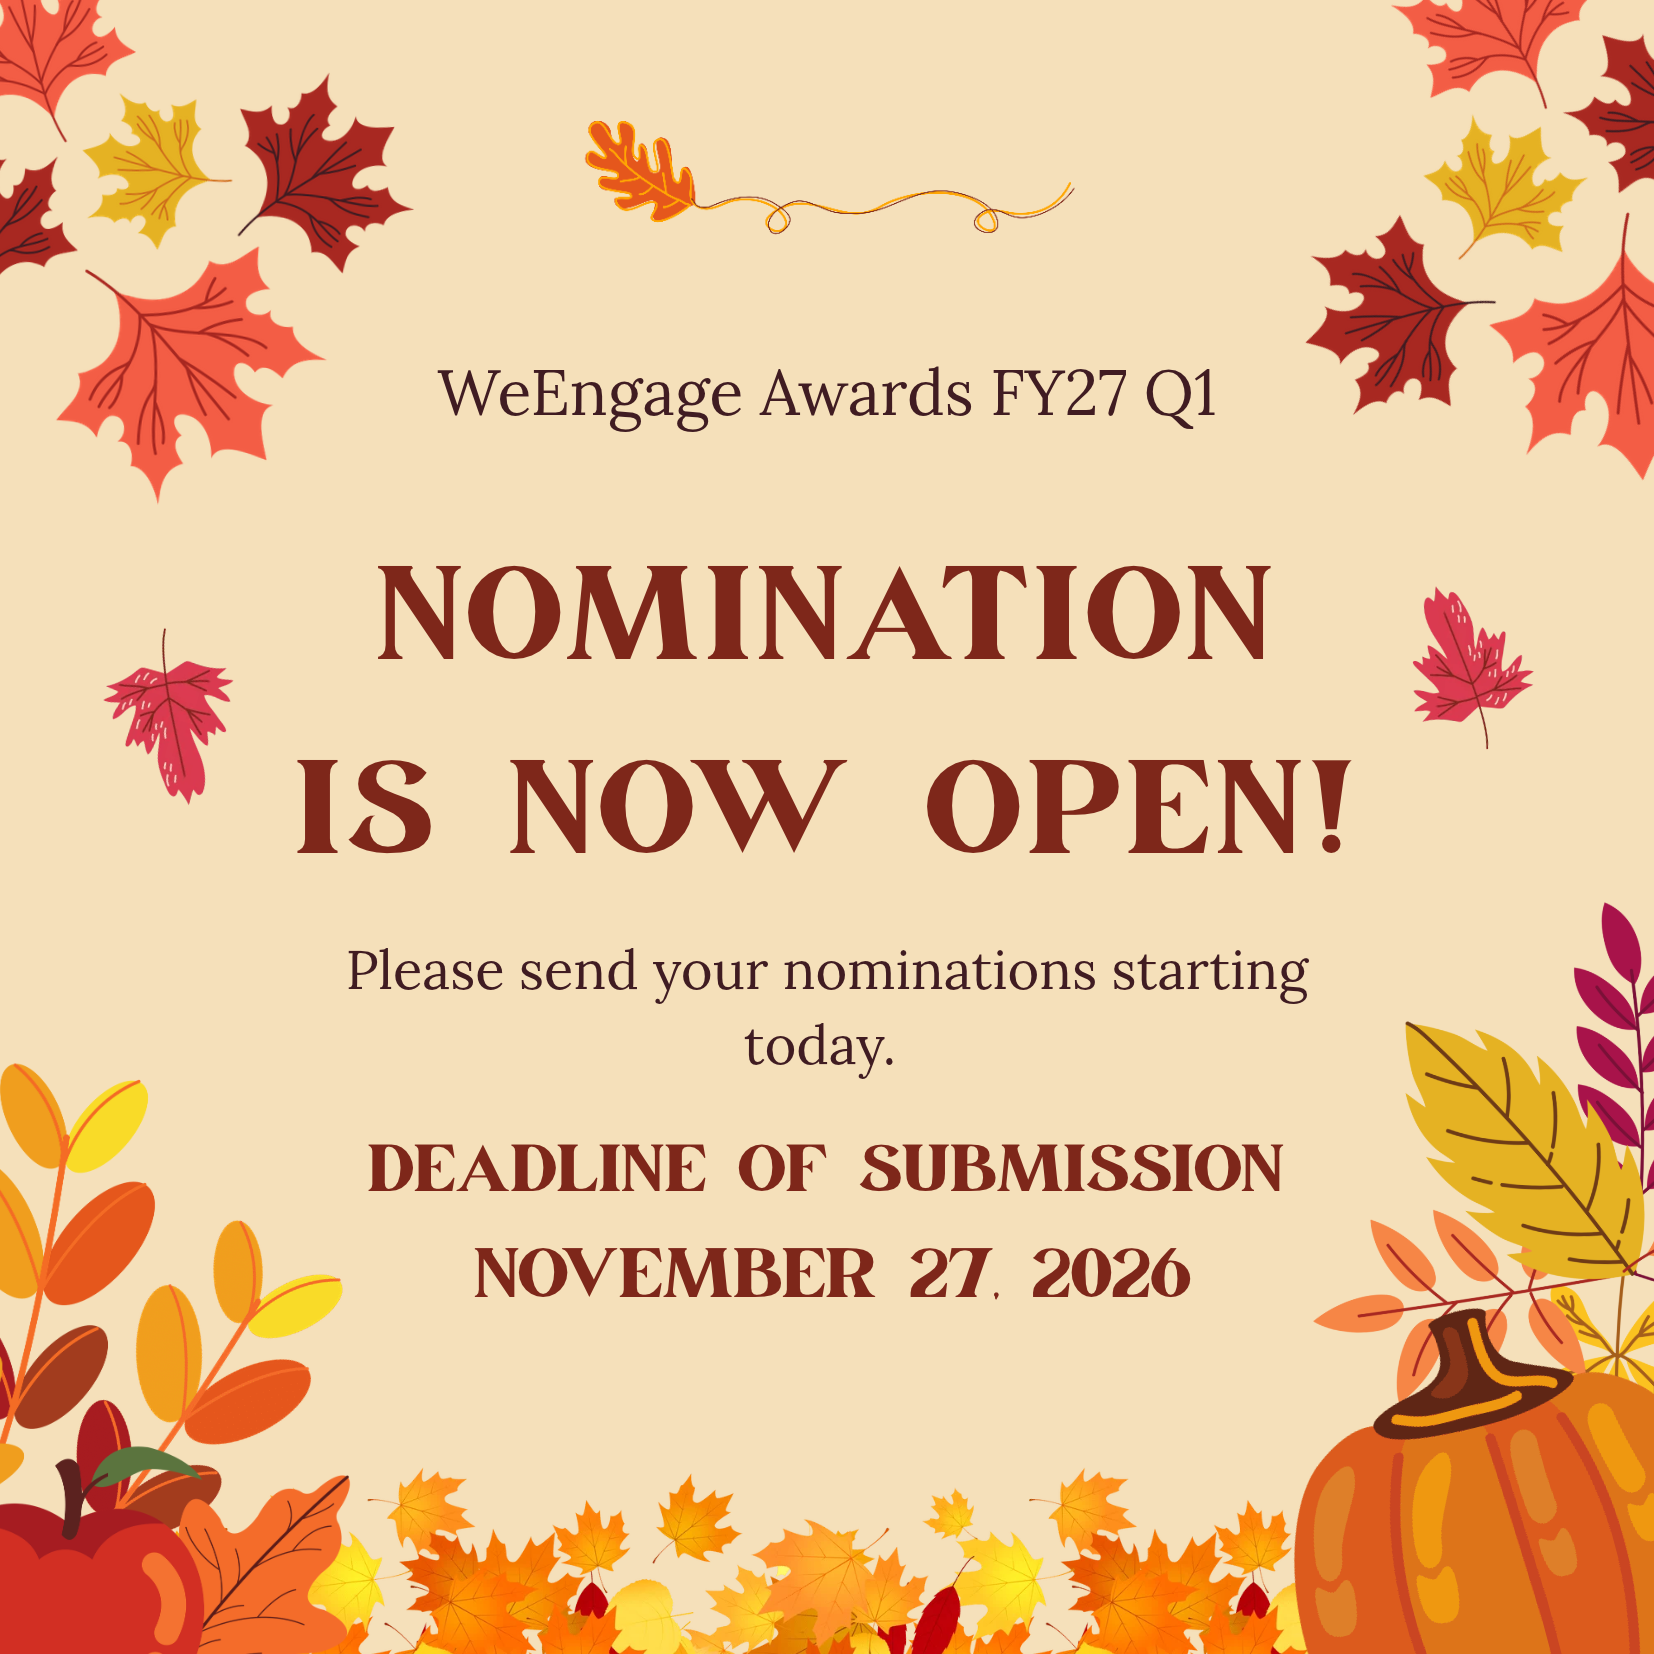 WeEngage Awards FY27 Q1
NOMINATION
IS NOW OPEN!
Please send your nominations starting
today.
DEADLINE OF SUBMISSION
NOVEMBER 27, 2026